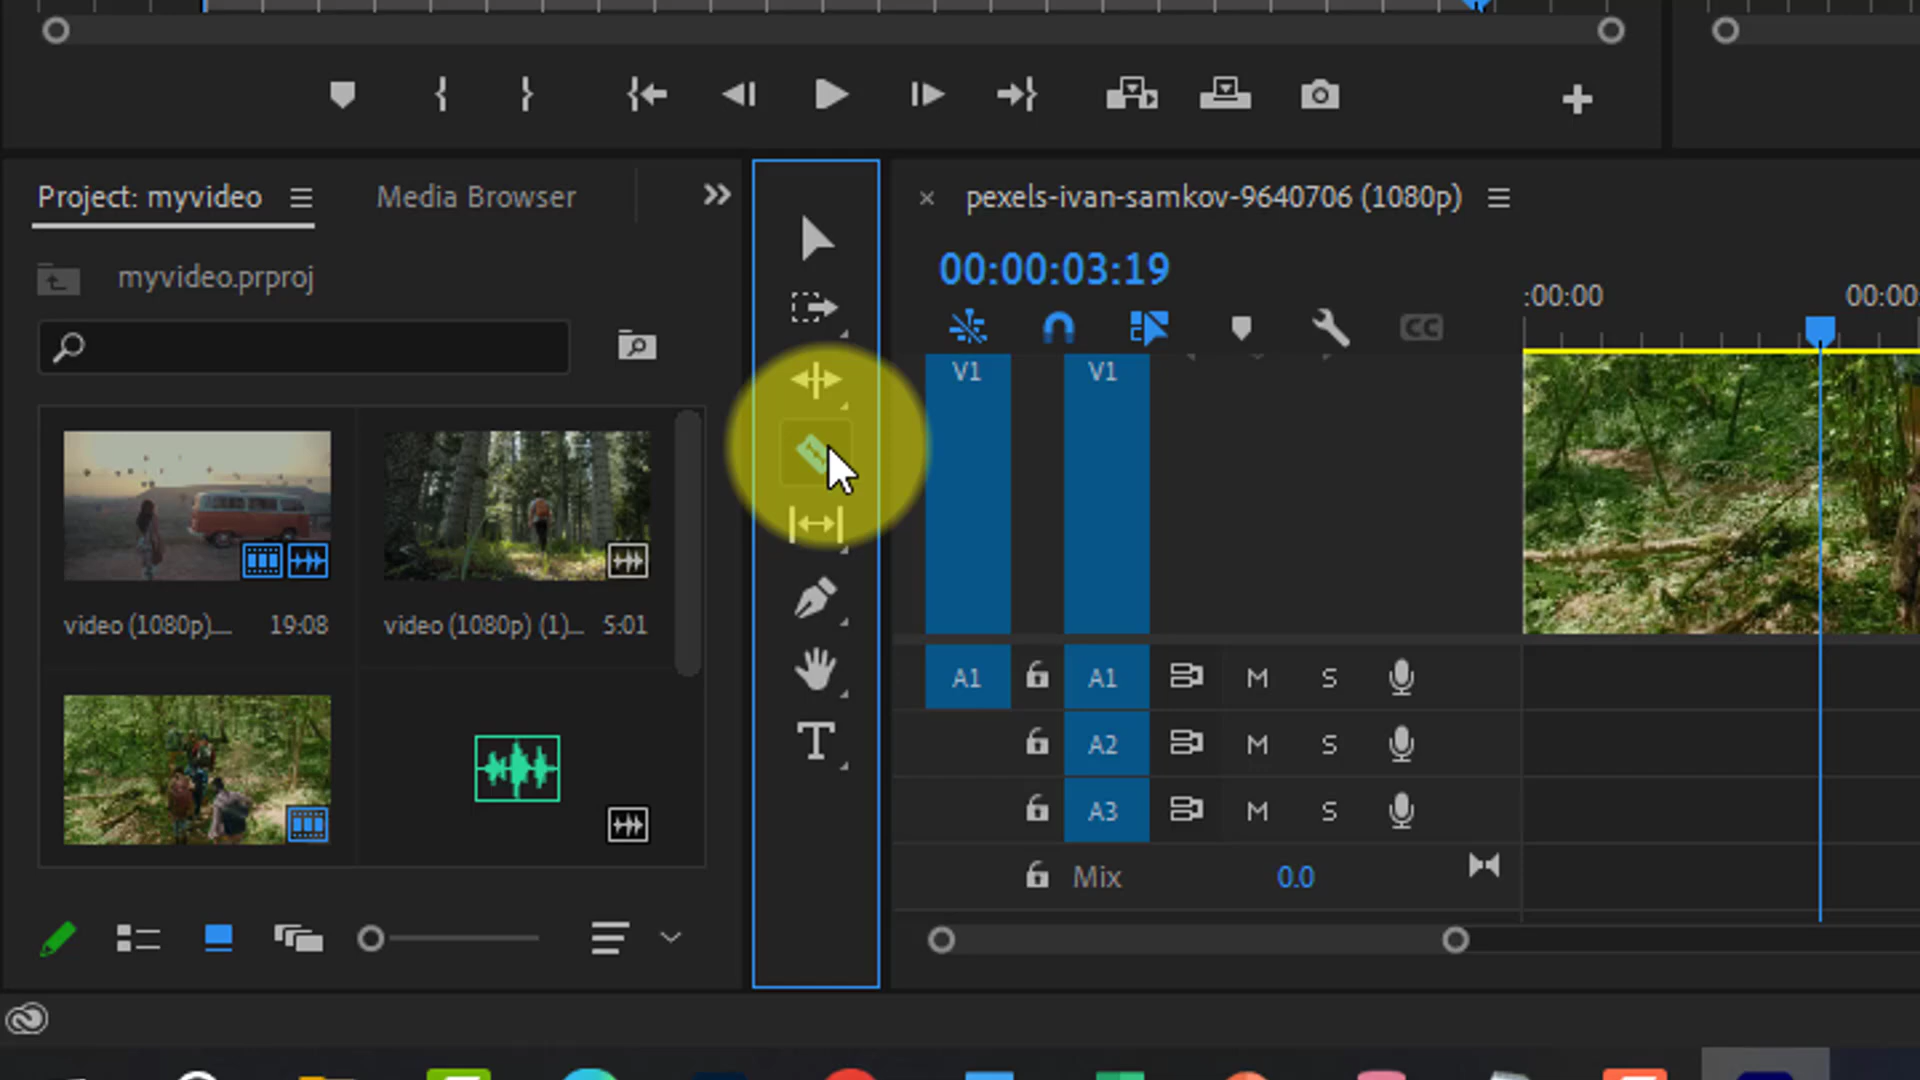 Project: myvideo
Media Browser
myvideo.prproj
video (1080p)...
19:08
video (1080p) (1)...
5:01
× pexels-ivan-samkov-9640706 (1080p)
00:00:03:19
CC
:00:00
00:00
V1
V1
A1
A1
M
S
A2
M
S
A3
M
S
Mix
0.0
T